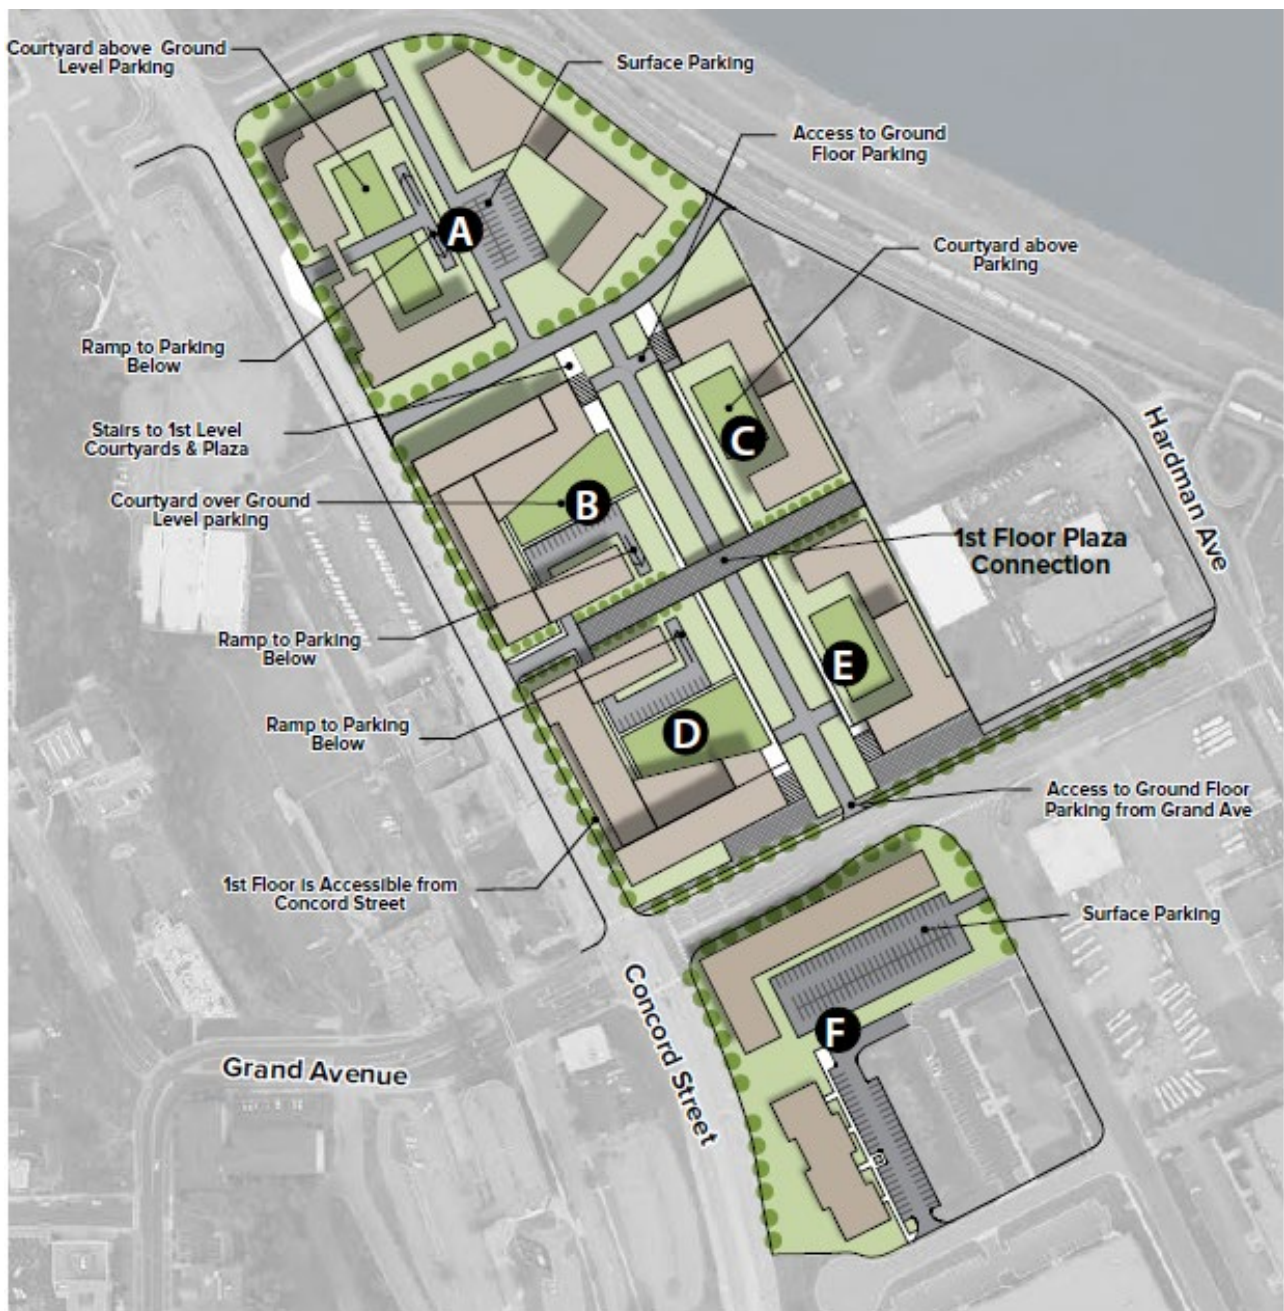 Courtyard above Ground
Level Parking
Surface Parking
Access to Ground
Floor Parking
A
Courtyard above
Parking
Ramp to Parking
Below
Stairs to 1st Level
Courtyards & Plaza
C
Hardman Ave
Courtyard over Ground
Level parking
B
1st Floor Plaza
Connection
Ramp to Parking
Below
E
Ramp to Parking
Below
D
Access to Ground Floor
Parking from Grand Ave
1st Floor is Accessible from
Concord Street
Surface Parking
Concord Street
F
Grand Avenue